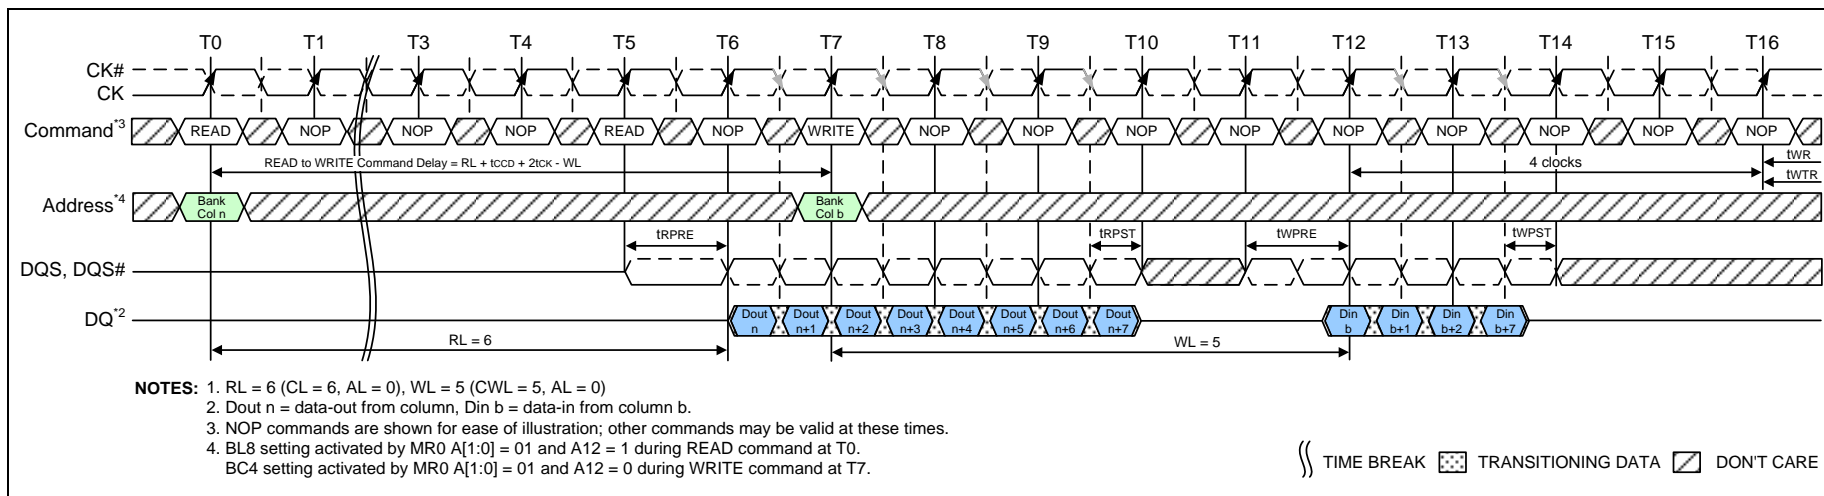 T0 T1 T3 T4 T5 T6 T7 T8 T9 T10 T11 T12 T13 T14 T15 T16
CK#
CK
Command*3 READ NOP NOP NOP READ NOP WRITE NOP NOP NOP NOP NOP NOP NOP NOP NOP
READ to WRITE Command Delay = RL + tCCD + 2tCK - WL
4 clocks
tWR
tWTR
Address*4
Bank
Col n
Bank
Col b
tRPRE tRPST tWPRE tWPST
DQS, DQS#
DQ*2
Dout
n
Dout
n+1
Dout
n+2
Dout
n+3
Dout
n+4
Dout
n+5
Dout
n+6
Dout
n+7
Din
b
Din
b+1
Din
b+2
Din
b+7
RL = 6
WL = 5
NOTES: 1. RL = 6 (CL = 6, AL = 0), WL = 5 (CWL = 5, AL = 0)
2. Dout n = data-out from column, Din b = data-in from column b.
3. NOP commands are shown for ease of illustration; other commands may be valid at these times.
4. BL8 setting activated by MR0 A[1:0] = 01 and A12 = 1 during READ command at T0.
BC4 setting activated by MR0 A[1:0] = 01 and A12 = 0 during WRITE command at T7.
TIME BREAK TRANSITIONING DATA DON'T CARE